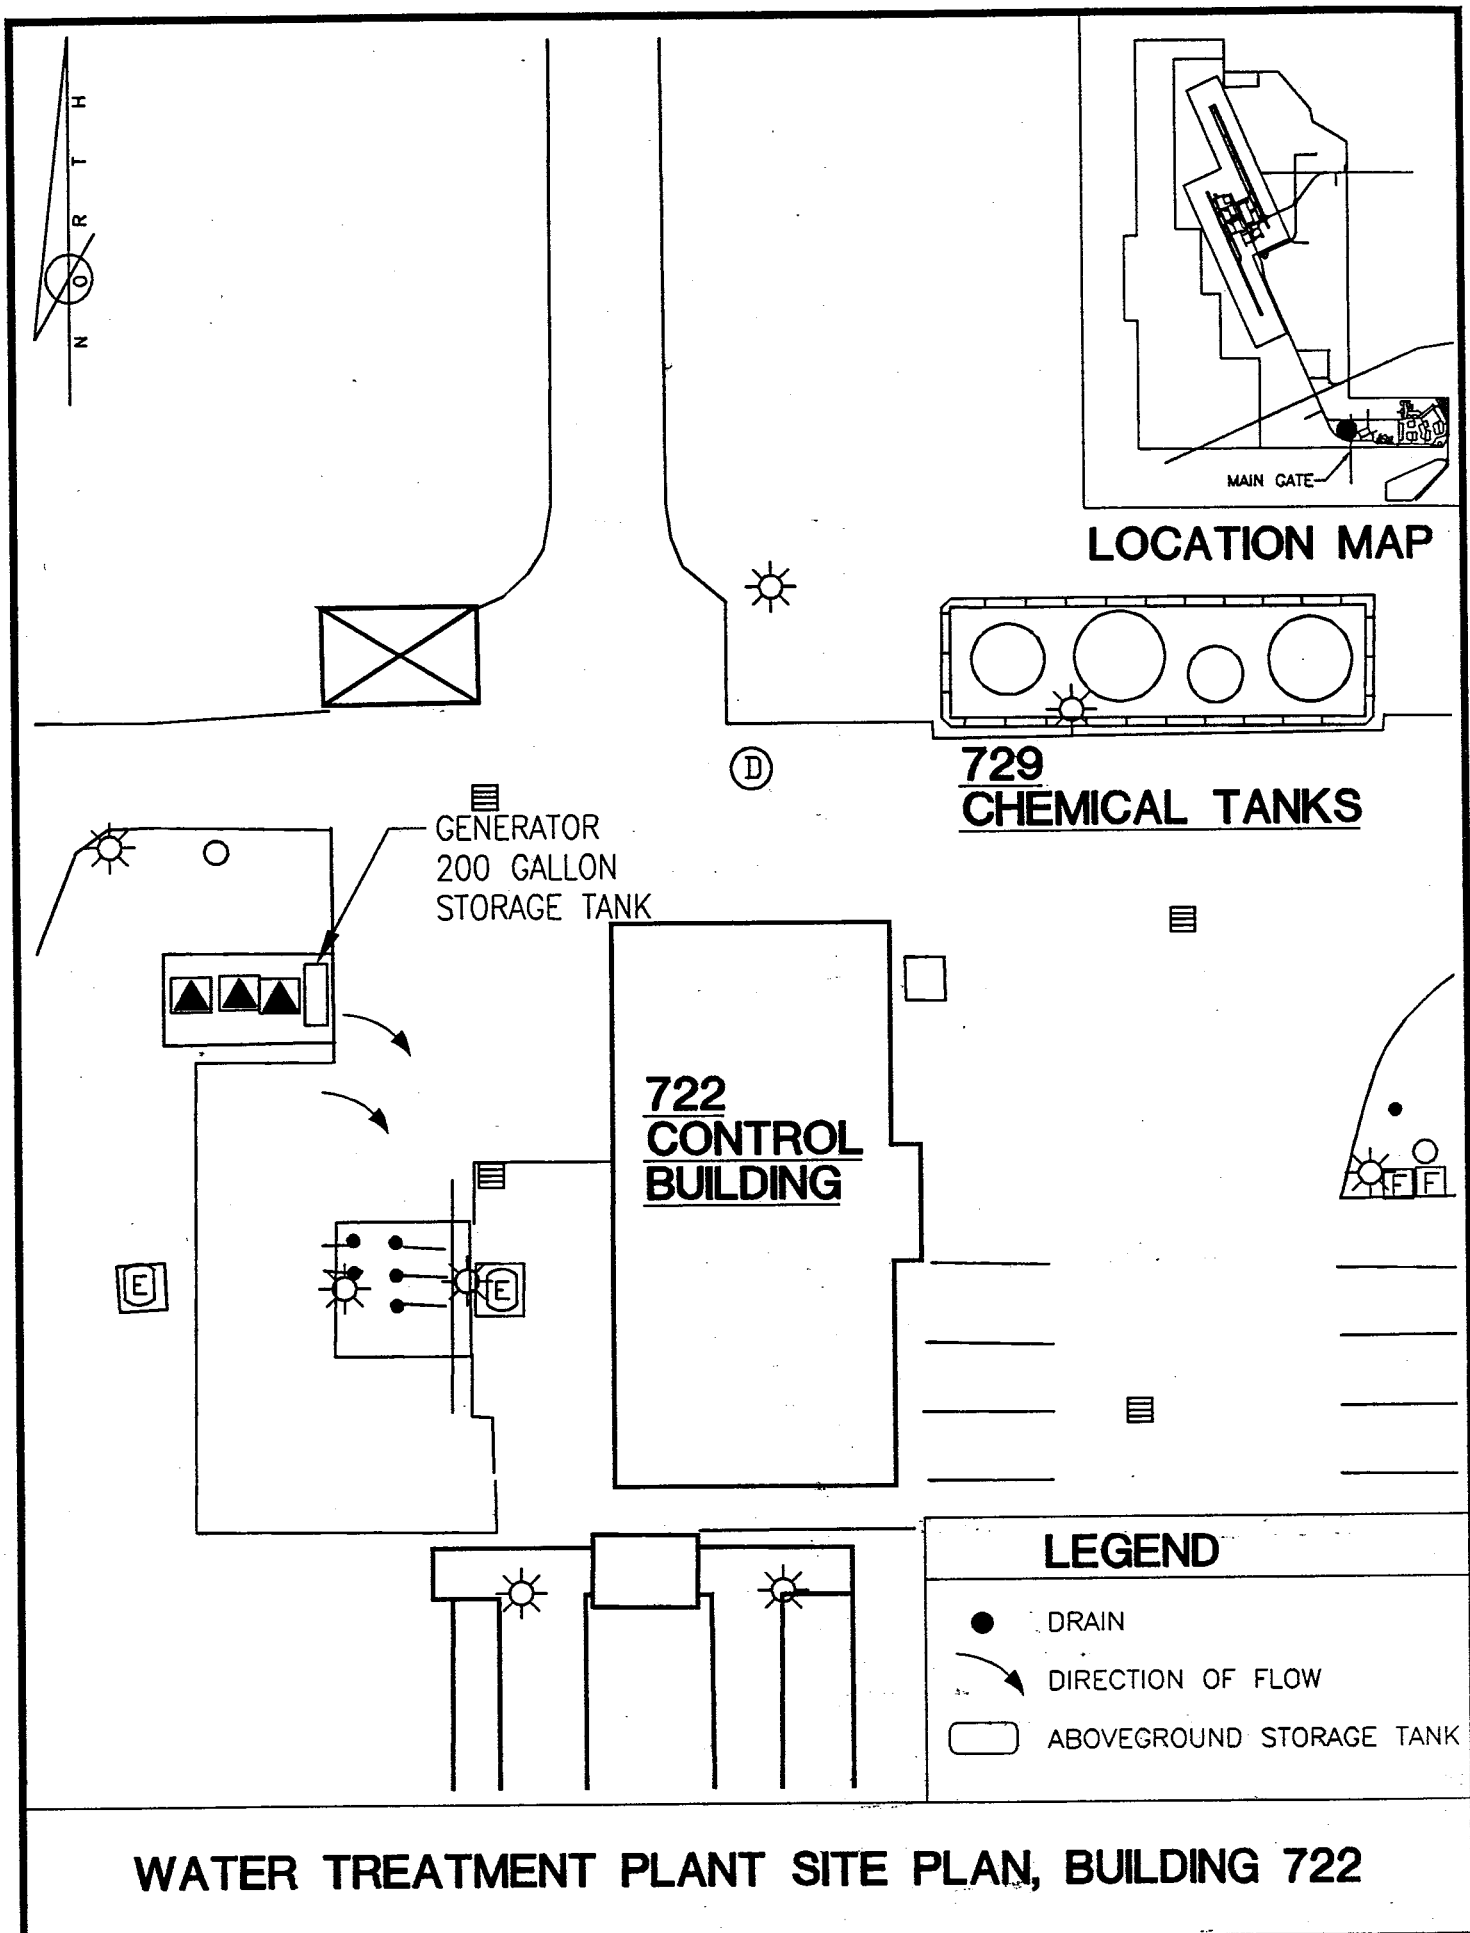 NORTH
MAIN GATE
LOCATION MAP
729
CHEMICAL TANKS
D
GENERATOR
200 GALLON
STORAGE TANK
722
CONTROL
BUILDING
E
E
F F
LEGEND
DRAIN
DIRECTION OF FLOW
ABOVEGROUND STORAGE TANK
WATER TREATMENT PLANT SITE PLAN, BUILDING 722